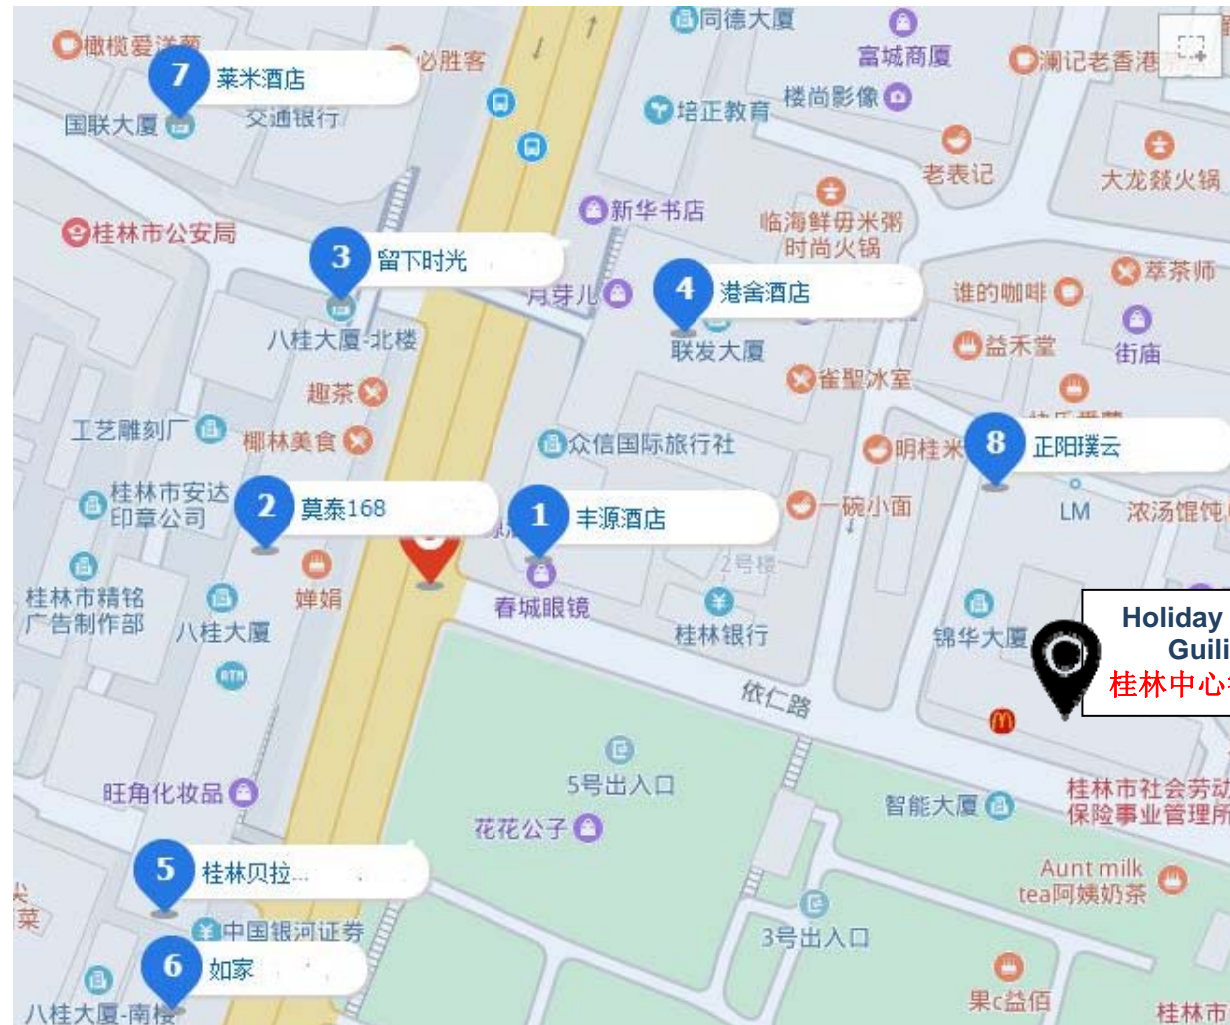 同德大厦
橄榄爱洋葱
必胜客
富城商厦
澜记老香港
7
莱米酒店
国联大厦
交通银行
培正教育
楼尚影像
老表记
大龙燚火锅
新华书店
临海鲜毋米粥
时尚火锅
桂林市公安局
3
留下时光
月芽儿
4
港舍酒店
谁的咖啡
萃茶师
八桂大厦-北楼
联发大厦
益禾堂
街庙
趣茶
雀聖冰室
工艺雕刻厂
椰林美食
众信国际旅行社
明桂米
8
正阳璞云
桂林市安达
印章公司
2
莫泰168
1
丰源酒店
一碗小面
LM
浓汤馄饨
2号楼
桂林市精铭
广告制作部
八桂大厦
婵娟
春城眼镜
桂林银行
锦华大厦
Holiday
Guili
桂林中心
ATM
依仁路
5号出入口
旺角化妆品
花花公子
智能大厦
桂林市社会劳动
保险事业管理所
5
桂林贝拉...
Aunt milk
tea阿姨奶茶
菜
¥
中国银河证券
3号出入口
6
如家
八桂大厦-南楼
果c益佰
桂林市